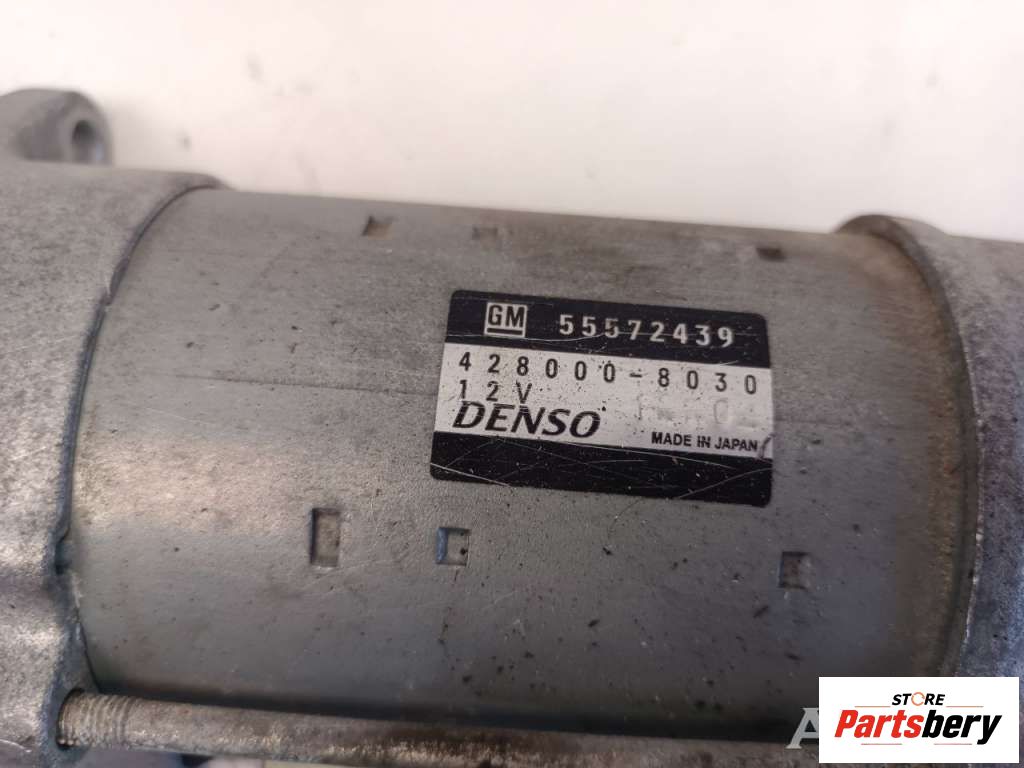 GM 55572439
428000-8030
12V
DENSO MADE IN JAPAN
STORE
Partsbery